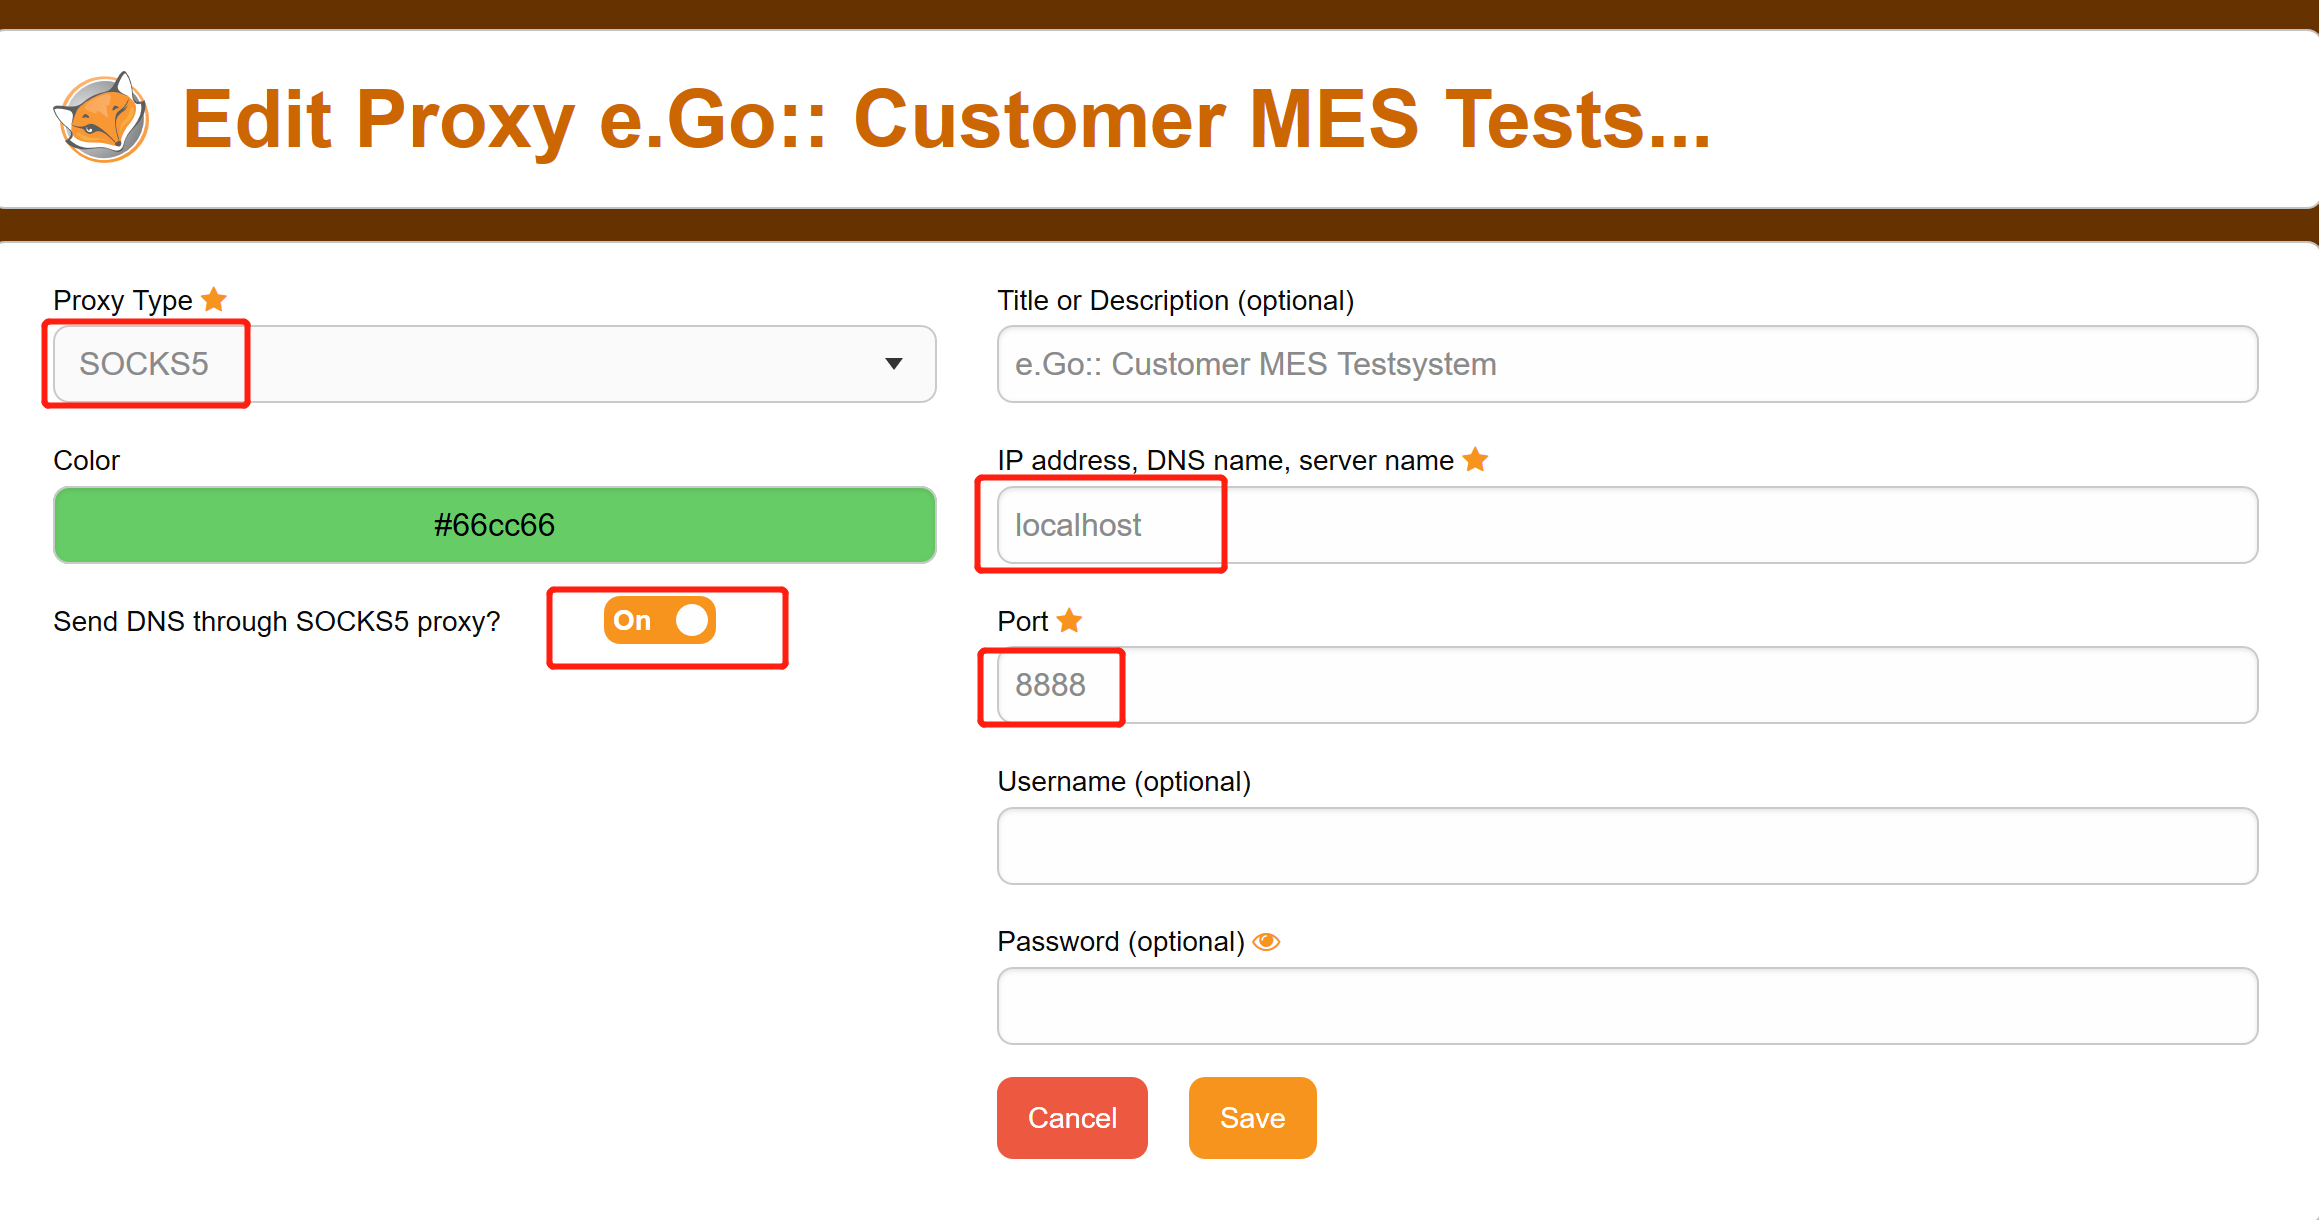 Edit Proxy e.Go:: Customer MES Tests...
Proxy Type
SOCKS5
Title or Description (optional)
e.Go:: Customer MES Testsystem
Color
#66cc66
IP address, DNS name, server name
localhost
Send DNS through SOCKS5 proxy?
On
Port
8888
Username (optional)
Password (optional)
Cancel
Save